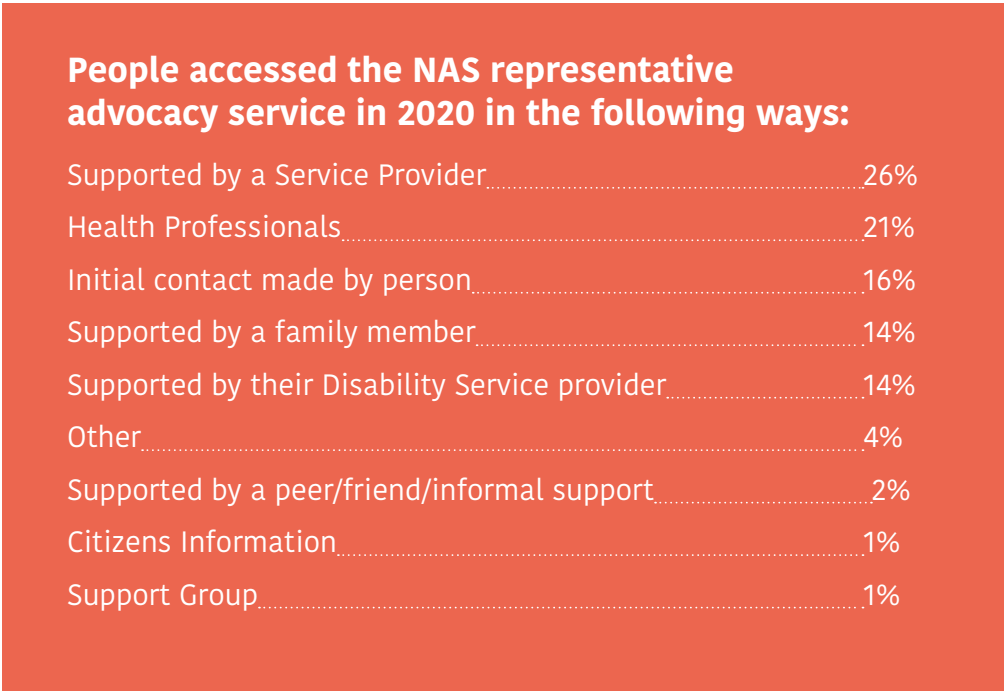 People accessed the NAS representative
advocacy service in 2020 in the following ways:
Supported by a Service Provider 26%
Health Professionals 21%
Initial contact made by person 16%
Supported by a family member 14%
Supported by their Disability Service provider 14%
Other 4%
Supported by a peer/friend/informal support 2%
Citizens Information 1%
Support Group 1%